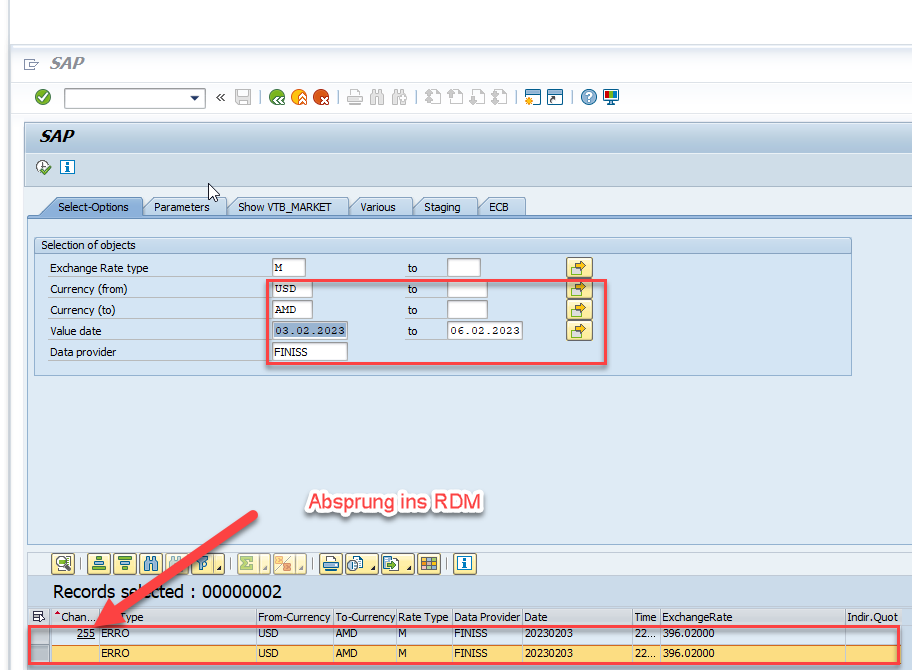 SAP
SAP
Select-Options Parameters Show VTB_MARKET Various Staging ECB
Selection of objects
Exchange Rate type M to
Currency (from) USD to
Currency (to) AMD to
Value date 03.02.2023 to 06.02.2023
Data provider FINISS
Absprung ins RDM
Records selected : 00000002
Chan... Type From-Currency To-Currency Rate Type Data Provider Date Time ExchangeRate Indir.Quot
255 ERRO USD AMD M FINISS 20230203 22... 396.02000
ERRO USD AMD M FINISS 20230203 22... 396.02000